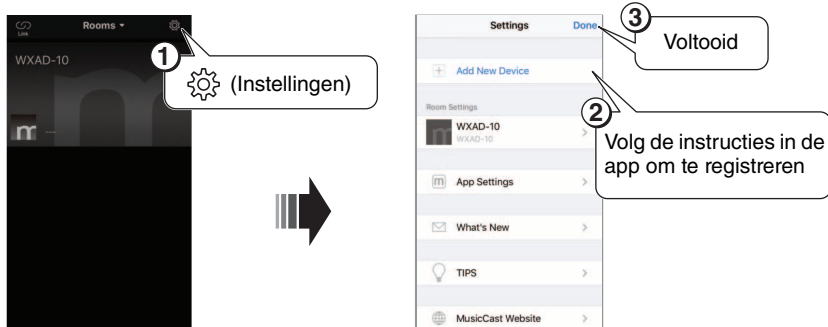 Link
Rooms
WXAD-10
m
1
(Instellingen)
Settings
Done
3
Voltooid
Add New Device
2
Volg de instructies in de
app om te registreren
Room Settings
WXAD-10
WXAD-10
App Settings
What's New
TIPS
MusicCast Website